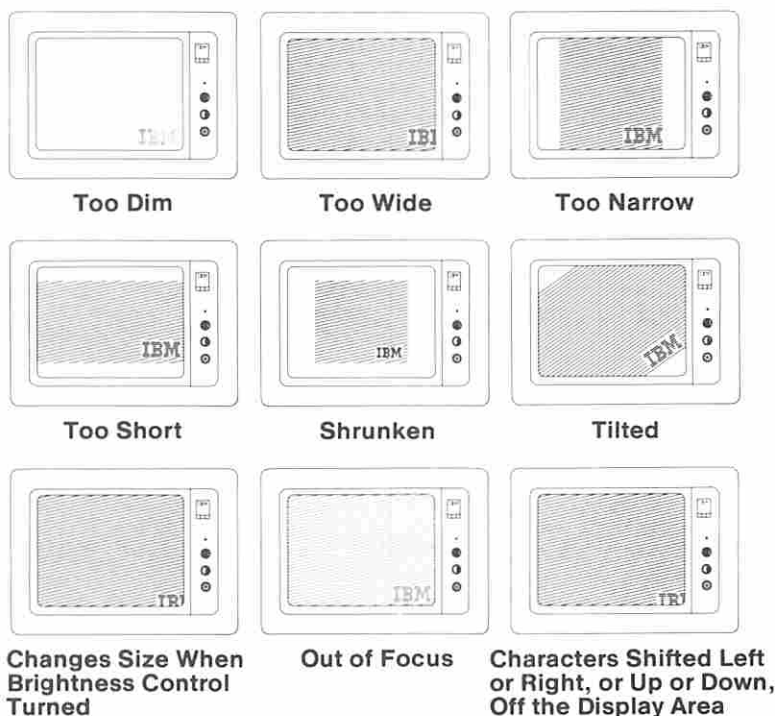 IBM
IBI
IBM
Too Dim
Too Wide
Too Narrow
IBM
IBM
IBM
Too Short
Shrunken
Tilted
IBM
Changes Size When
Brightness Control
Turned
Out of Focus
Characters Shifted Left
or Right, or Up or Down,
Off the Display Area